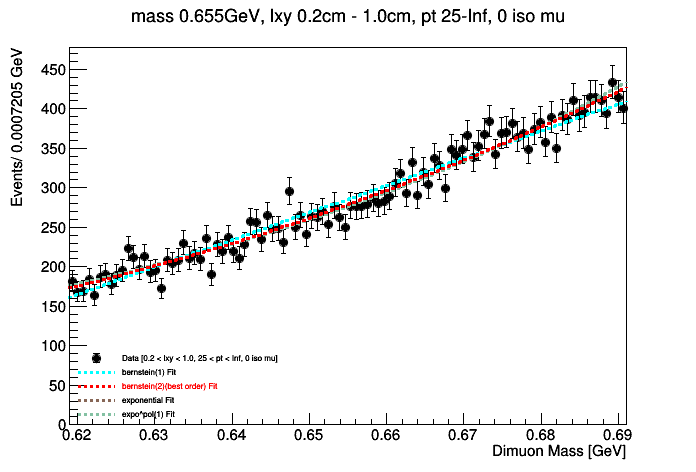 mass 0.655GeV, lxy 0.2cm - 1.0cm, pt 25-Inf, 0 iso mu
Events/ 0.0007205 GeV
450
400
350
300
250
200
150
100
50
0
Data [0.2 < lxy < 1.0, 25 < pt < Inf, 0 iso mu]
bernstein(1) Fit
bernstein(2)(best order) Fit
exponential Fit
expo*pol(1) Fit
0.62 0.63 0.64 0.65 0.66 0.67 0.68 0.69
Dimuon Mass [GeV]